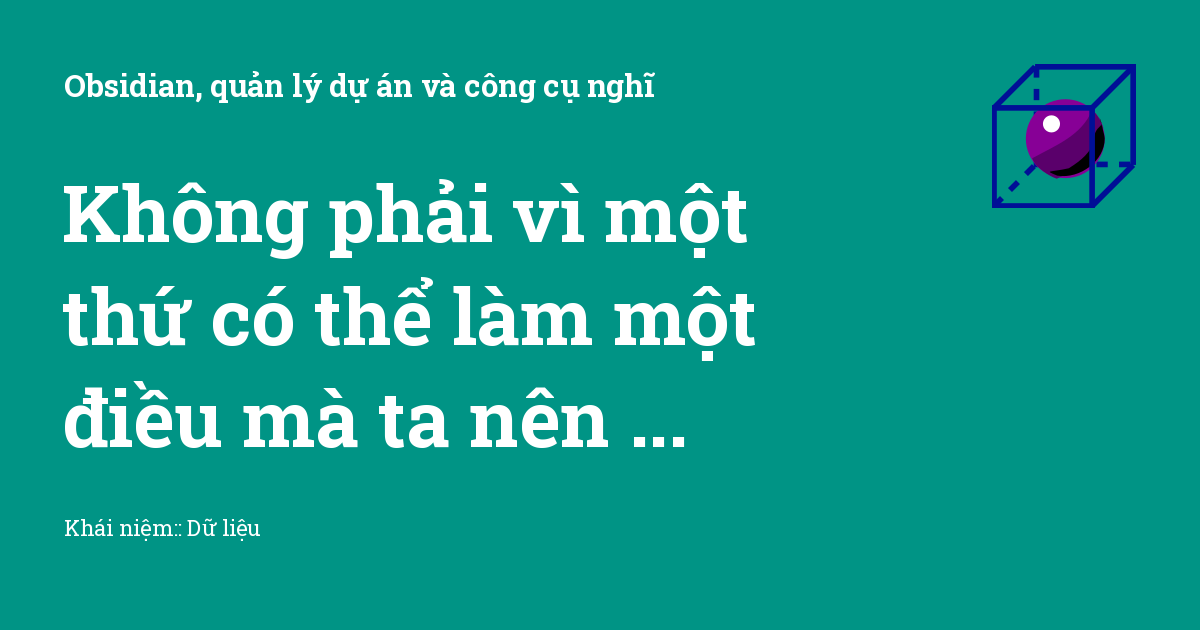 Obsidian, quản lý dự án và công cụ nghĩ
Không phải vì một
thứ có thể làm một
điều mà ta nên ...
Khái niệm:: Dữ liệu